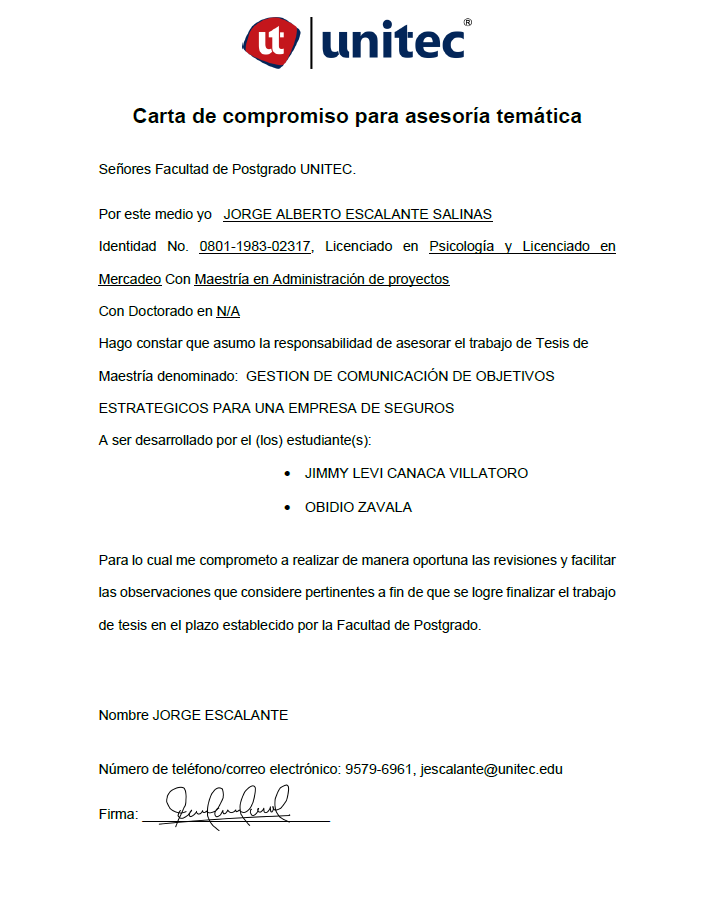 ut unitec®
Carta de compromiso para asesoría temática
Señores Facultad de Postgrado UNITEC.
Por este medio yo JORGE ALBERTO ESCALANTE SALINAS
Identidad No. 0801-1983-02317, Licenciado en Psicología y Licenciado en
Mercadeo Con Maestría en Administración de proyectos
Con Doctorado en N/A
Hago constar que asumo la responsabilidad de asesorar el trabajo de Tesis de
Maestría denominado: GESTION DE COMUNICACIÓN DE OBJETIVOS
ESTRATEGICOS PARA UNA EMPRESA DE SEGUROS
A ser desarrollado por el (los) estudiante(s):
• JIMMY LEVI CANACA VILLATORO
• OBIDIO ZAVALA
Para lo cual me comprometo a realizar de manera oportuna las revisiones y facilitar
las observaciones que considere pertinentes a fin de que se logre finalizar el trabajo
de tesis en el plazo establecido por la Facultad de Postgrado.
Nombre JORGE ESCALANTE
Número de teléfono/correo electrónico: 9579-6961, jescalante@unitec.edu
Firma: